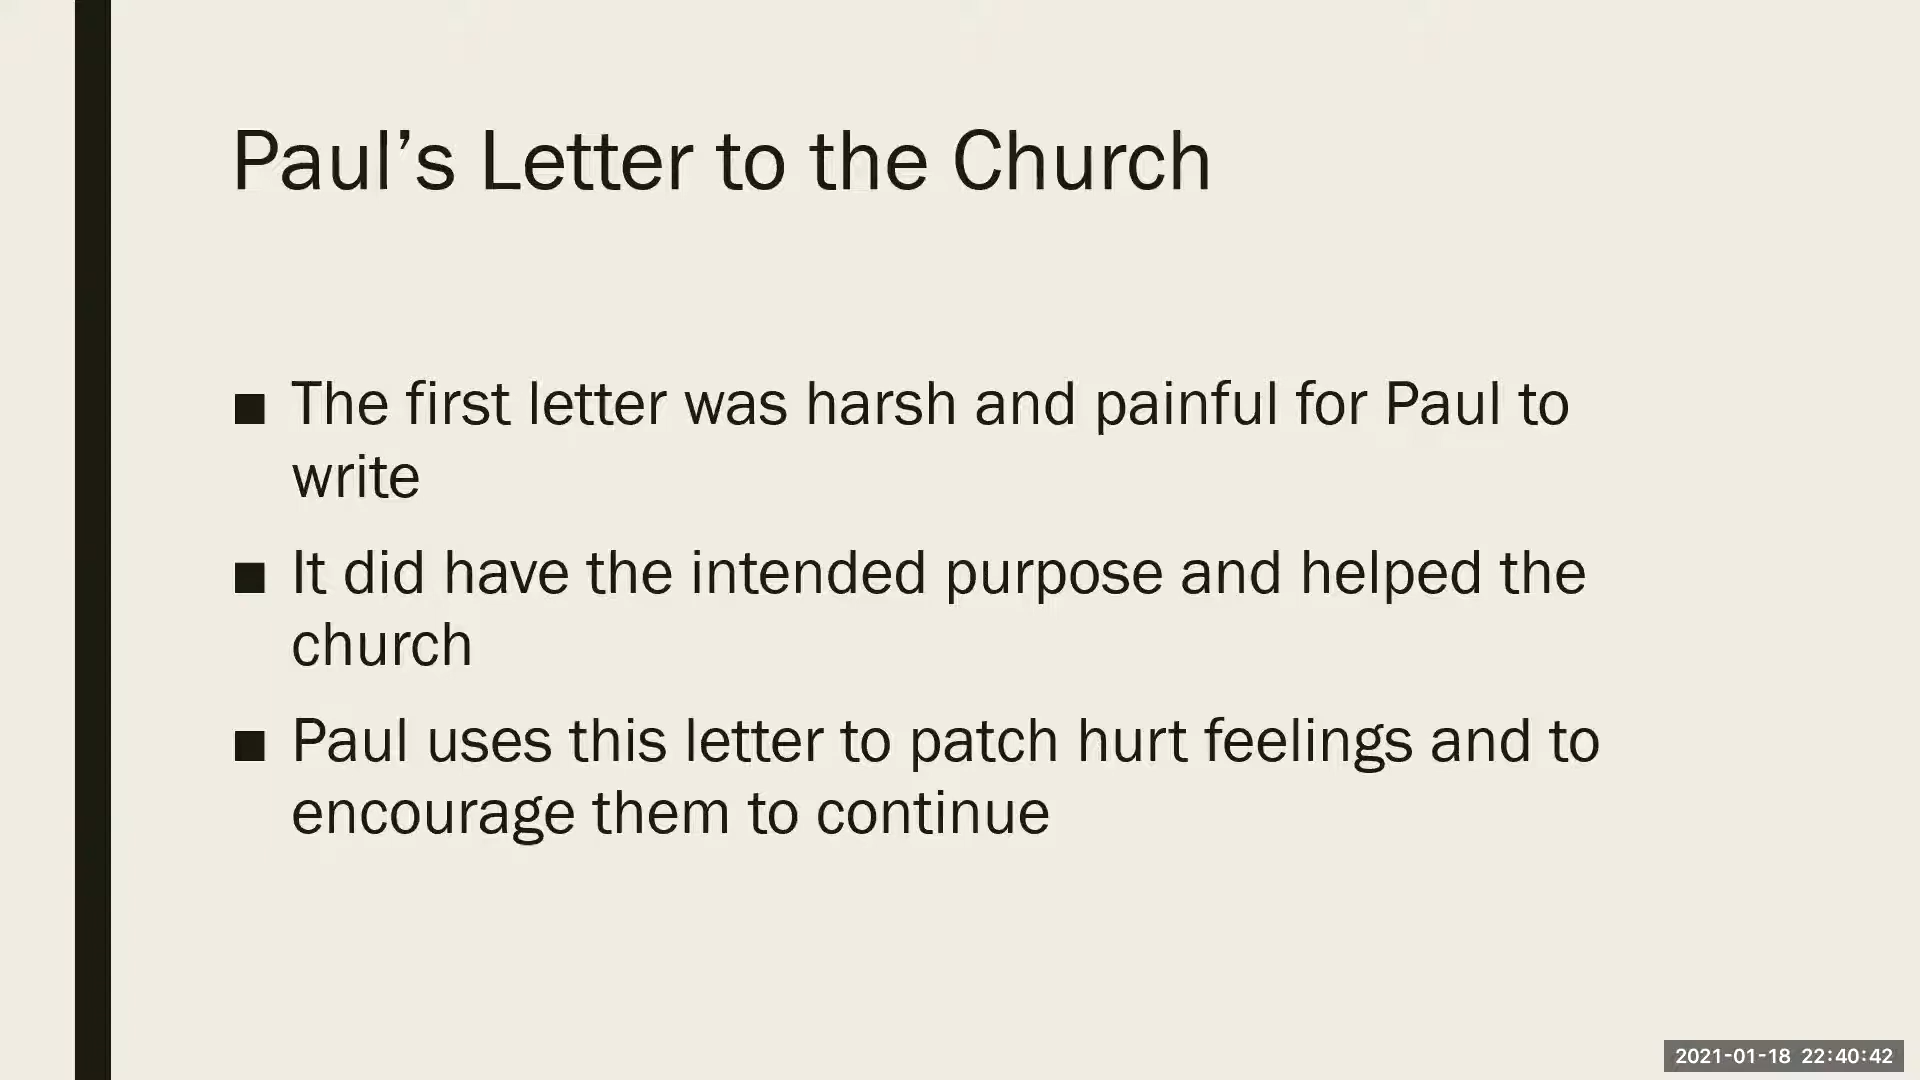 Paul’s Letter to the Church
■ The first letter was harsh and painful for Paul to
write
■ It did have the intended purpose and helped the
church
■ Paul uses this letter to patch hurt feelings and to
encourage them to continue
2021-01-18 22:40:42